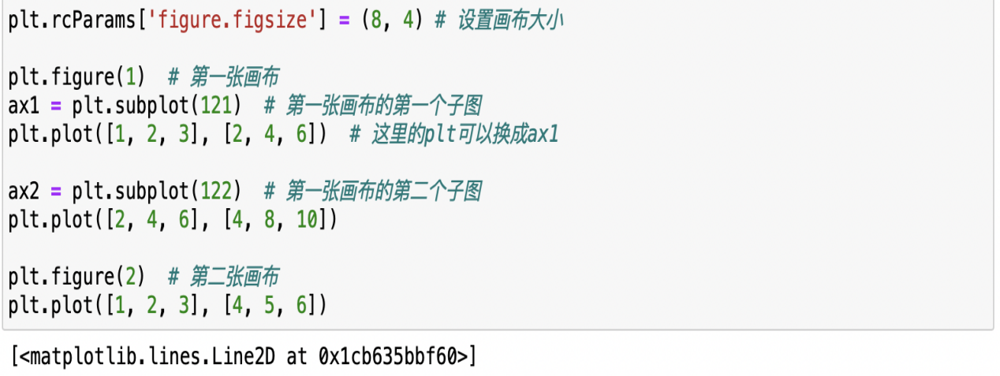 plt.rcParams['figure.figsize'] = (8, 4) # 设置画布大小
plt.figure(1)  # 第一张画布
ax1 = plt.subplot(121)  # 第一张画布的第一个子图
plt.plot([1, 2, 3], [2, 4, 6])  # 这里的plt可以换成ax1
ax2 = plt.subplot(122)  # 第一张画布的第二个子图
plt.plot([2, 4, 6], [4, 8, 10])
plt.figure(2)  # 第二张画布
plt.plot([1, 2, 3], [4, 5, 6])
[<matplotlib.lines.Line2D at 0x1cb635bbf60>]